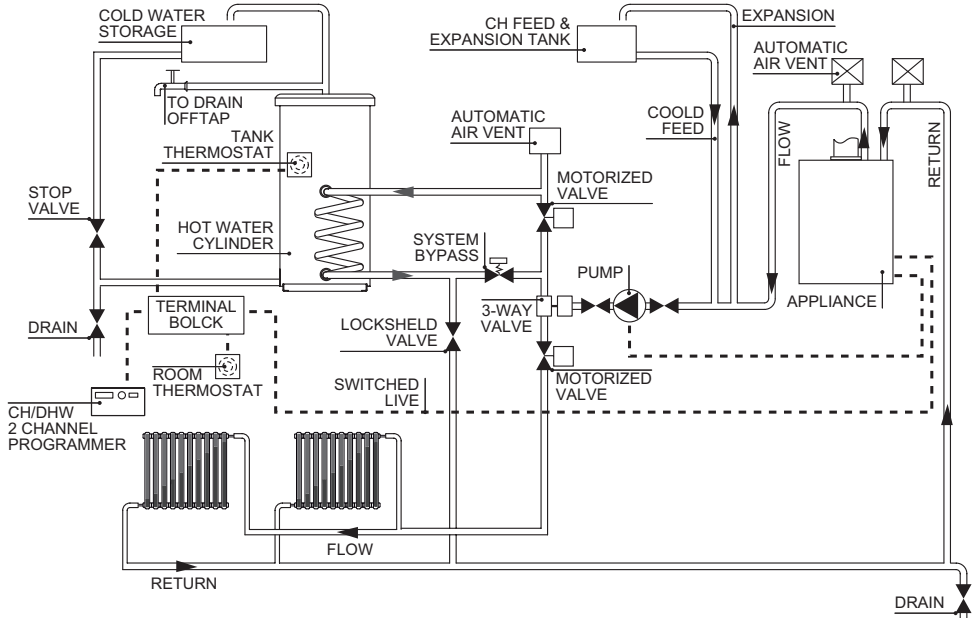 COLD WATER
STORAGE
CH FEED &
EXPANSION TANK
EXPANSION
AUTOMATIC
AIR VENT
TO DRAIN
OFFTAP
TANK
THERMOSTAT
AUTOMATIC
AIR VENT
COOLD
FEED
FLOW
RETURN
STOP
VALVE
MOTORIZED
VALVE
HOT WATER
CYLINDER
SYSTEM
BYPASS
PUMP
APPLIANCE
TERMINAL
BOLCK
3-WAY
VALVE
DRAIN
LOCKSHELD
VALVE
ROOM
THERMOSTAT
MOTORIZED
VALVE
SWITCHED
LIVE
CH/DHW
2 CHANNEL
PROGRAMMER
FLOW
RETURN
DRAIN